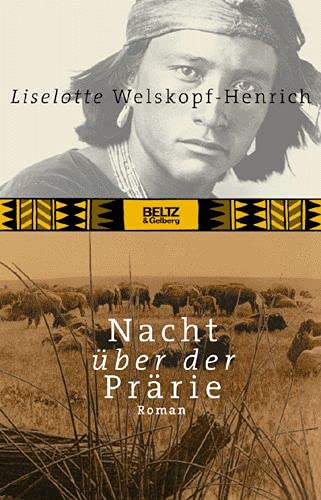 Liselotte Welskopf-Henrich
BELTZ
& Gelberg
Nacht
über der
Prärie
Roman